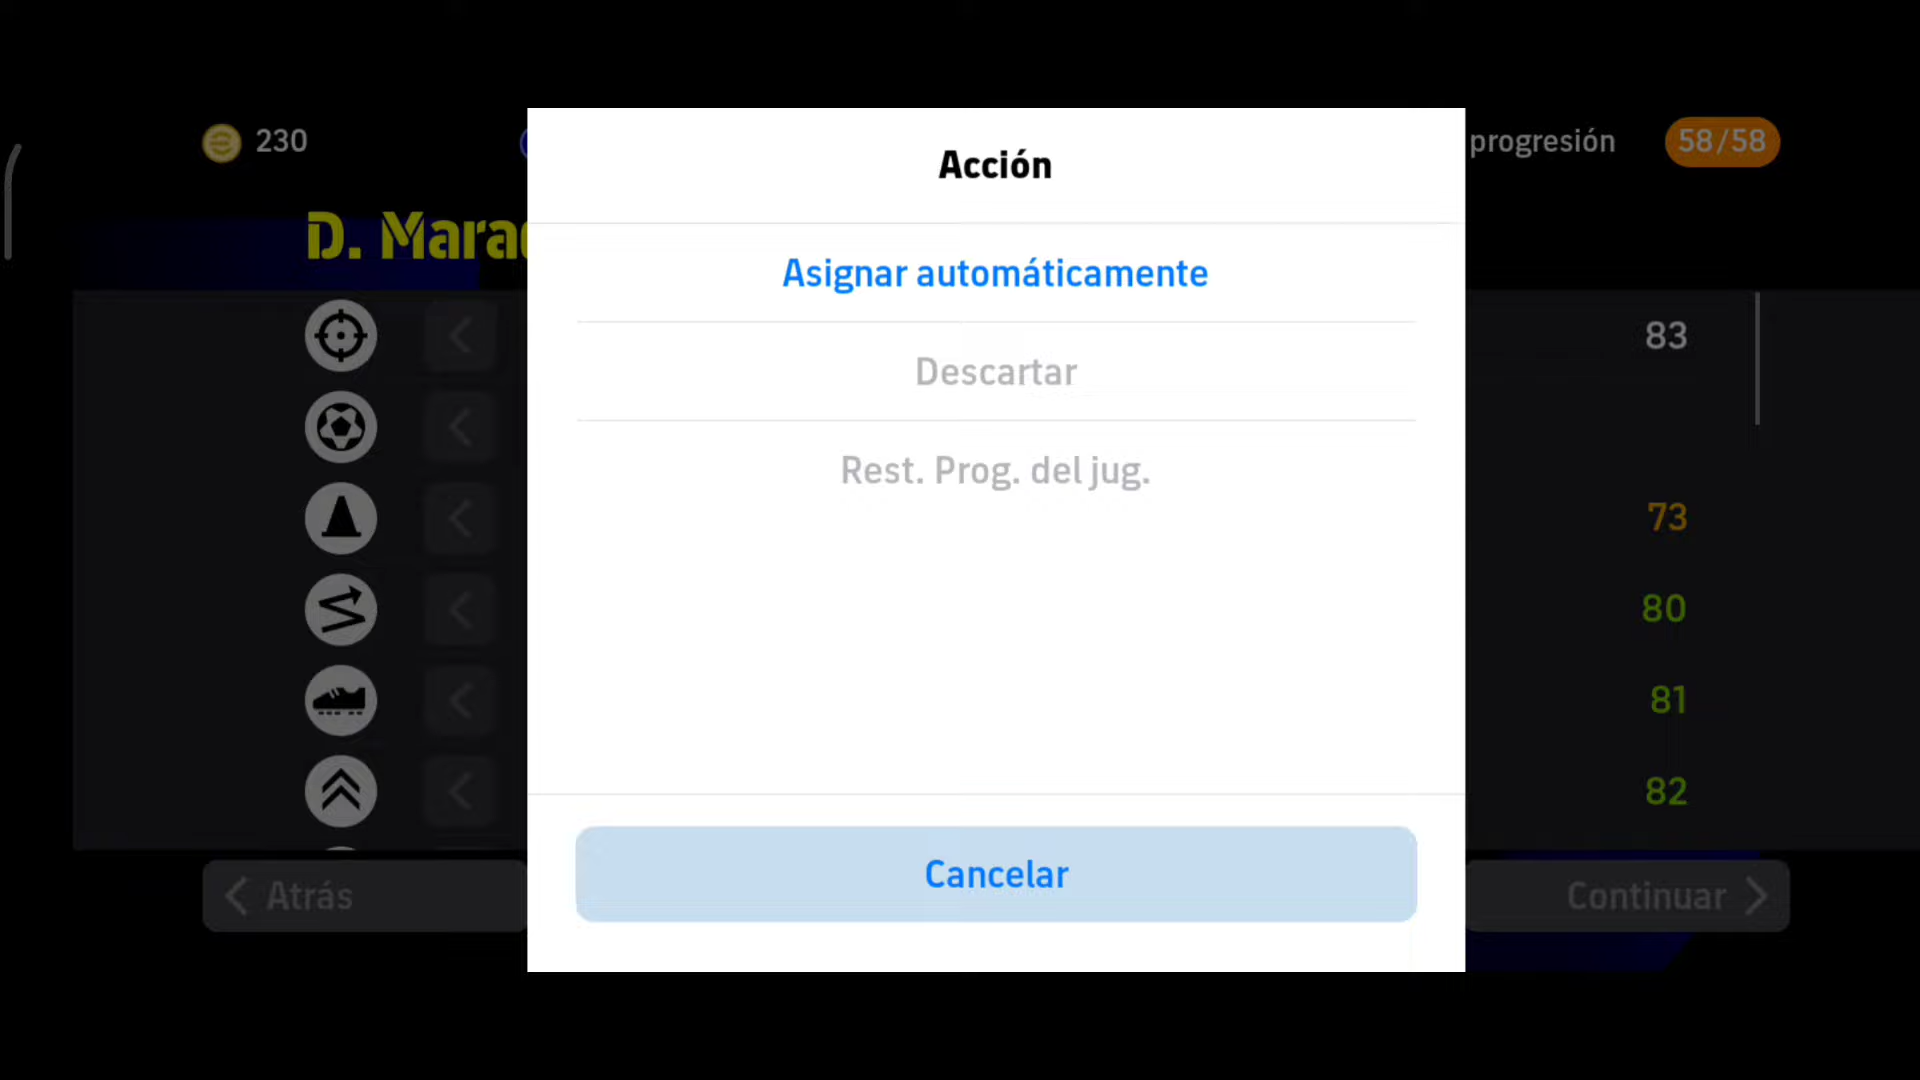 230
progresión
58/58
D. Marad
Acción
Asignar automáticamente
Descartar
Rest. Prog. del jug.
83
73
80
81
82
Cancelar
Atrás
Continuar